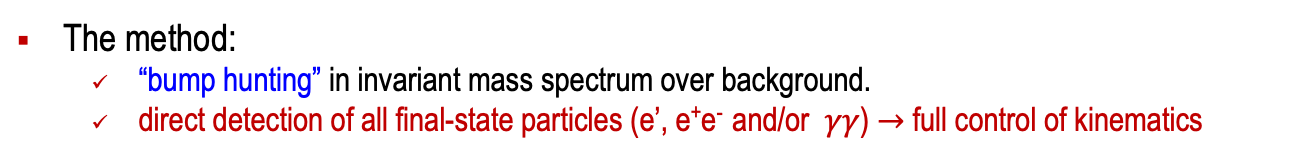 ▪ The method:
✓ “bump hunting” in invariant mass spectrum over background.
✓ direct detection of all final-state particles (e’, e⁺e⁻ and/or γγ) → full control of kinematics